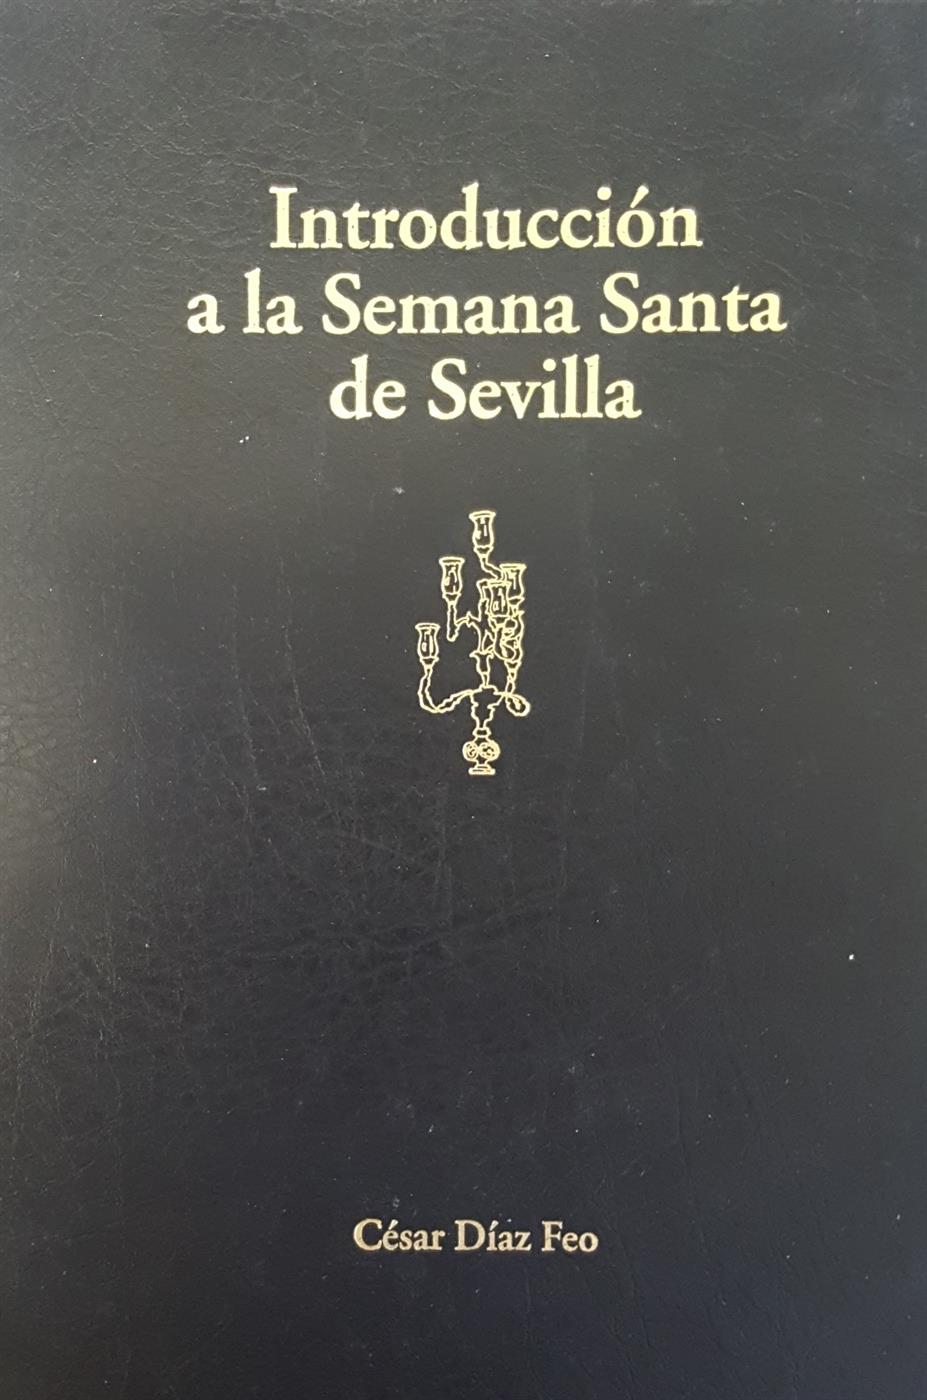 Introducción
a la Semana Santa
de Sevilla
César Díaz Feo